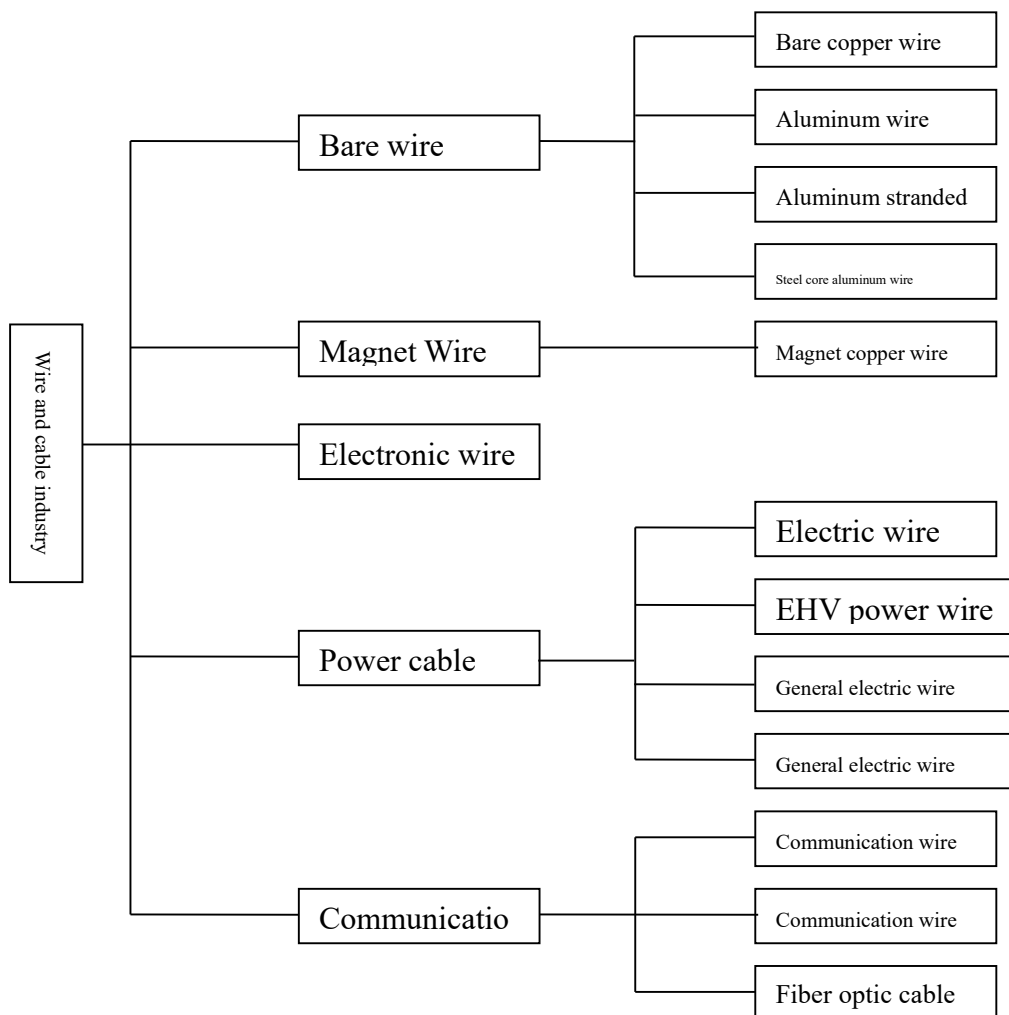 Wire and cable industry
Bare wire
Bare copper wire
Aluminum wire
Aluminum stranded
Steel core aluminum wire
Magnet Wire
Magnet copper wire
Electronic wire
Power cable
Electric wire
EHV power wire
General electric wire
General electric wire
Communicatio
Communication wire
Communication wire
Fiber optic cable